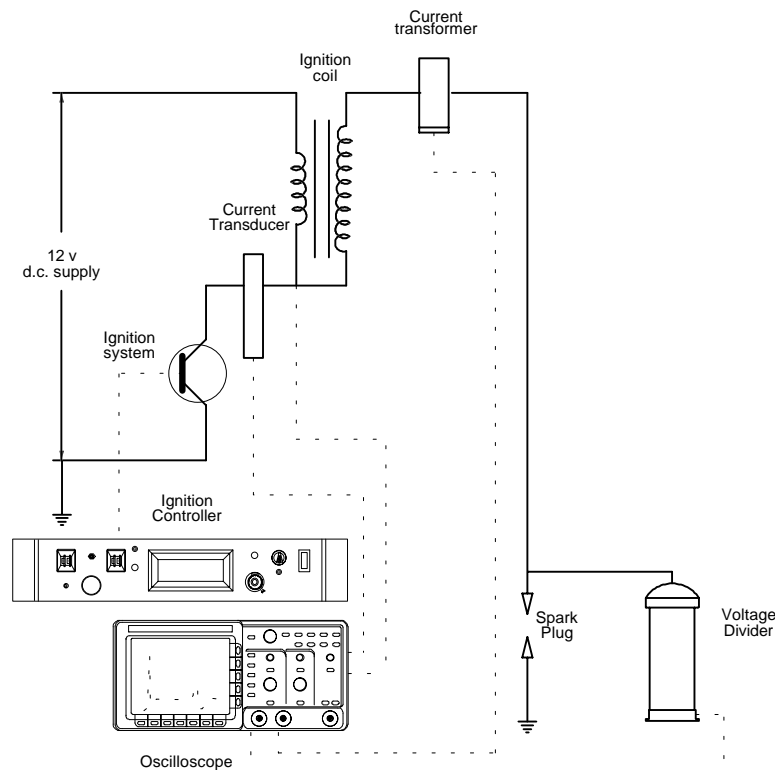 Current
transformer
Ignition
coil
Current
Transducer
12 v
d.c. supply
Ignition
system
Ignition
Controller
Spark
Plug
Voltage
Divider
Oscilloscope